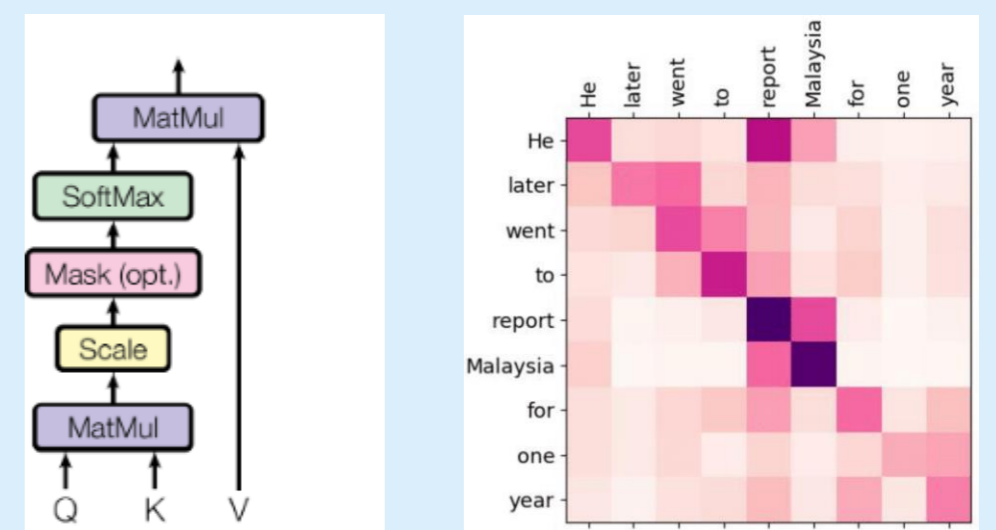 MatMul
SoftMax
Mask (opt.)
Scale
MatMul
Q K V
He later went to report Malaysia for one year
He
later
went
to
report
Malaysia
for
one
year